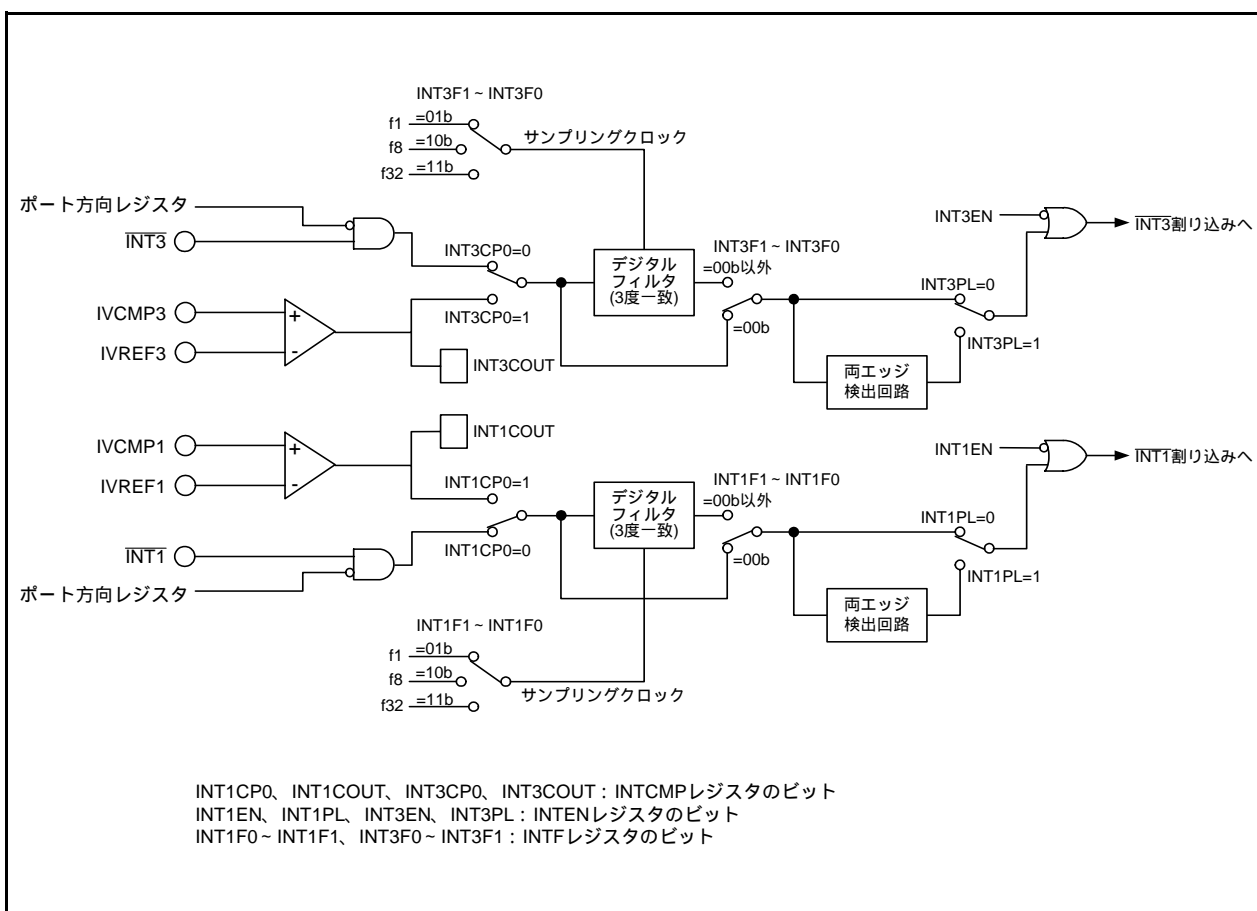 INT3F1 ~ INT3F0
f1 =01b
f8 =10b
f32 =11b
サンプリングクロック
ポート方向レジスタ
INT3
INT3CP0=0
デジタル
フィルタ
(3度一致)
INT3F1 ~ INT3F0
=00b以外
=00b
INT3EN
INT3割り込みへ
INT3PL=0
INT3PL=1
両エッジ
検出回路
IVCMP3
IVREF3
+
-
INT3CP0=1
INT3COUT
IVCMP1
IVREF1
+
-
INT1COUT
INT1CP0=1
INT1CP0=0
INT1
ポート方向レジスタ
デジタル
フィルタ
(3度一致)
INT1F1 ~ INT1F0
=00b以外
=00b
INT1EN
INT1割り込みへ
INT1PL=0
INT1PL=1
両エッジ
検出回路
INT1F1 ~ INT1F0
f1 =01b
f8 =10b
f32 =11b
サンプリングクロック
INT1CP0、INT1COUT、INT3CP0、INT3COUT : INTCMPレジスタのビット
INT1EN、INT1PL、INT3EN、INT3PL : INTENレジスタのビット
INT1F0 ~ INT1F1、INT3F0 ~ INT3F1 : INTFレジスタのビット